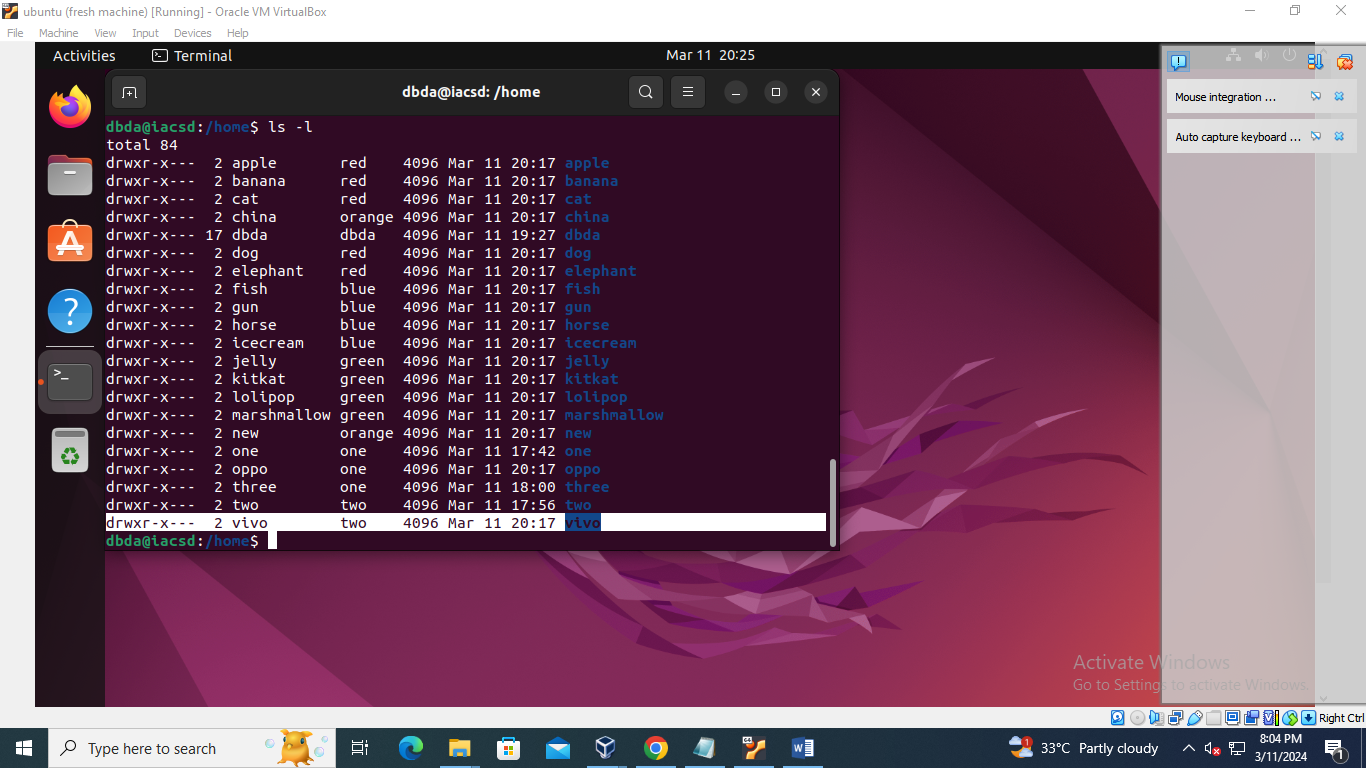 ubuntu (fresh machine) [Running] - Oracle VM VirtualBox
File Machine View Input Devices Help
Activities Terminal Mar 11 20:25
dbda@iacsd: /home
Mouse integration ...
Auto capture keyboard ...
dbda@iacsd:/home$ ls -l
total 84
drwxr-x--- 2 apple red 4096 Mar 11 20:17 apple
drwxr-x--- 2 banana red 4096 Mar 11 20:17 banana
drwxr-x--- 2 cat red 4096 Mar 11 20:17 cat
drwxr-x--- 2 china orange 4096 Mar 11 20:17 china
drwxr-x--- 17 dbda dbda 4096 Mar 11 19:27 dbda
drwxr-x--- 2 dog red 4096 Mar 11 20:17 dog
drwxr-x--- 2 elephant red 4096 Mar 11 20:17 elephant
drwxr-x--- 2 fish blue 4096 Mar 11 20:17 fish
drwxr-x--- 2 gun blue 4096 Mar 11 20:17 gun
drwxr-x--- 2 horse blue 4096 Mar 11 20:17 horse
drwxr-x--- 2 icecream blue 4096 Mar 11 20:17 icecream
drwxr-x--- 2 jelly green 4096 Mar 11 20:17 jelly
drwxr-x--- 2 kitkat green 4096 Mar 11 20:17 kitkat
drwxr-x--- 2 lolipop green 4096 Mar 11 20:17 lolipop
drwxr-x--- 2 marshmallow green 4096 Mar 11 20:17 marshmallow
drwxr-x--- 2 new orange 4096 Mar 11 20:17 new
drwxr-x--- 2 one one 4096 Mar 11 17:42 one
drwxr-x--- 2 oppo one 4096 Mar 11 20:17 oppo
drwxr-x--- 2 three one 4096 Mar 11 18:00 three
drwxr-x--- 2 two two 4096 Mar 11 17:56 two
drwxr-x--- 2 vivo two 4096 Mar 11 20:17 vivo
dbda@iacsd:/home$
Activate Windows
Go to Settings to activate Windows.
Right Ctrl
Type here to search
33°C Partly cloudy
8:04 PM
3/11/2024